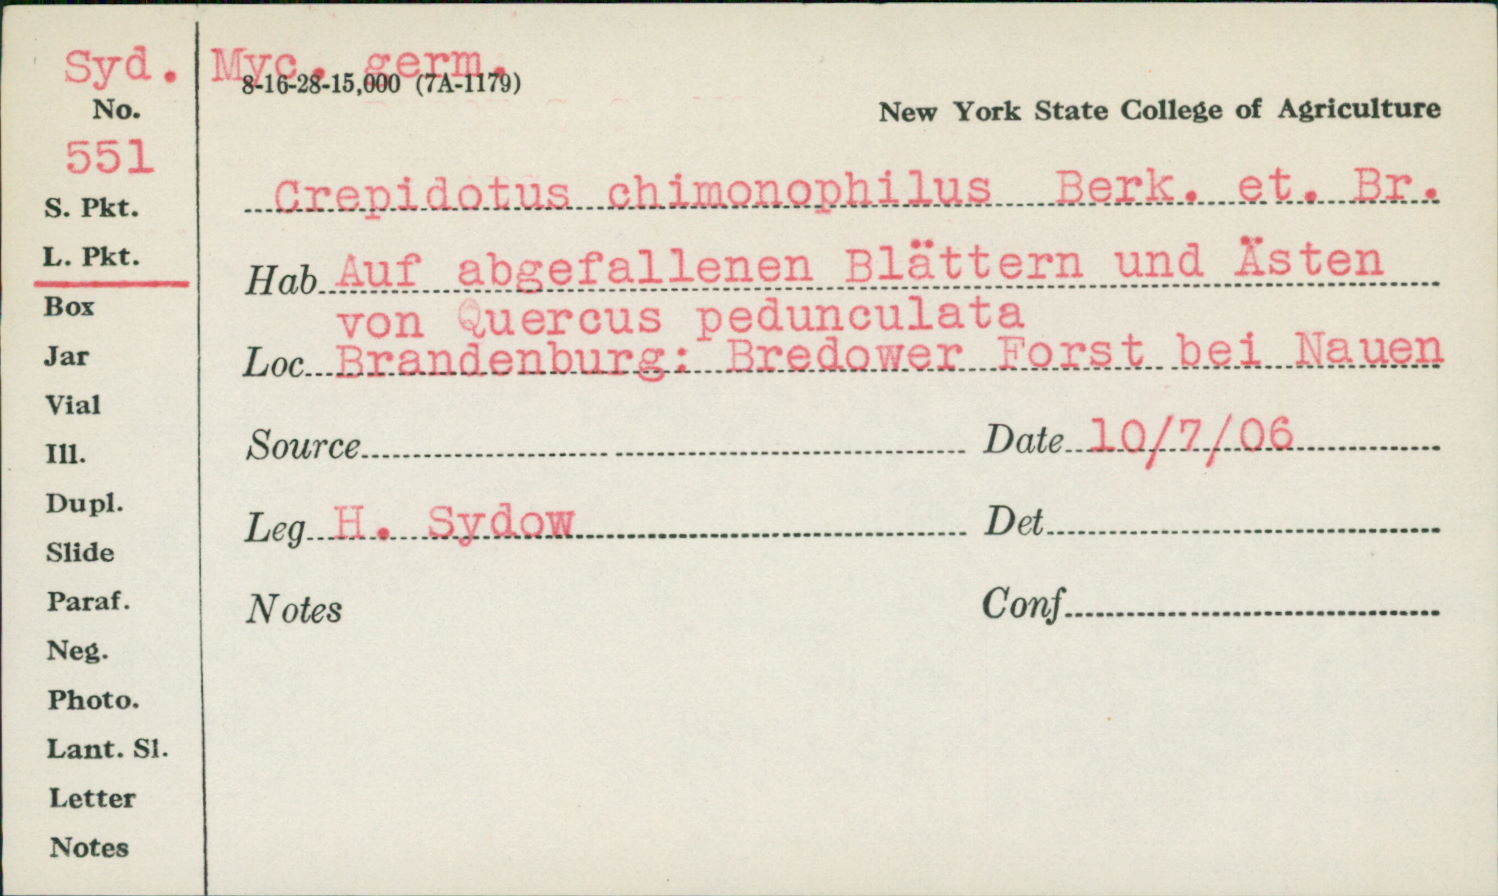 Syd. Myc. germ.
8-16-28-15,000 (7A-1179)
No.
New York State College of Agriculture
551
Crepidotus chimonophilus Berk. et. Br.
S. Pkt.
L. Pkt.
Hab Auf abgefallenen Blättern und Ästen
von Quercus pedunculata
Box
Loc Brandenburg: Bredower Forst bei Nauen
Jar
Vial
Source Date 10/7/06
Ill.
Dupl.
Leg H. Sydow Det
Slide
Paraf.
Notes Conf
Neg.
Photo.
Lant. Sl.
Letter
Notes